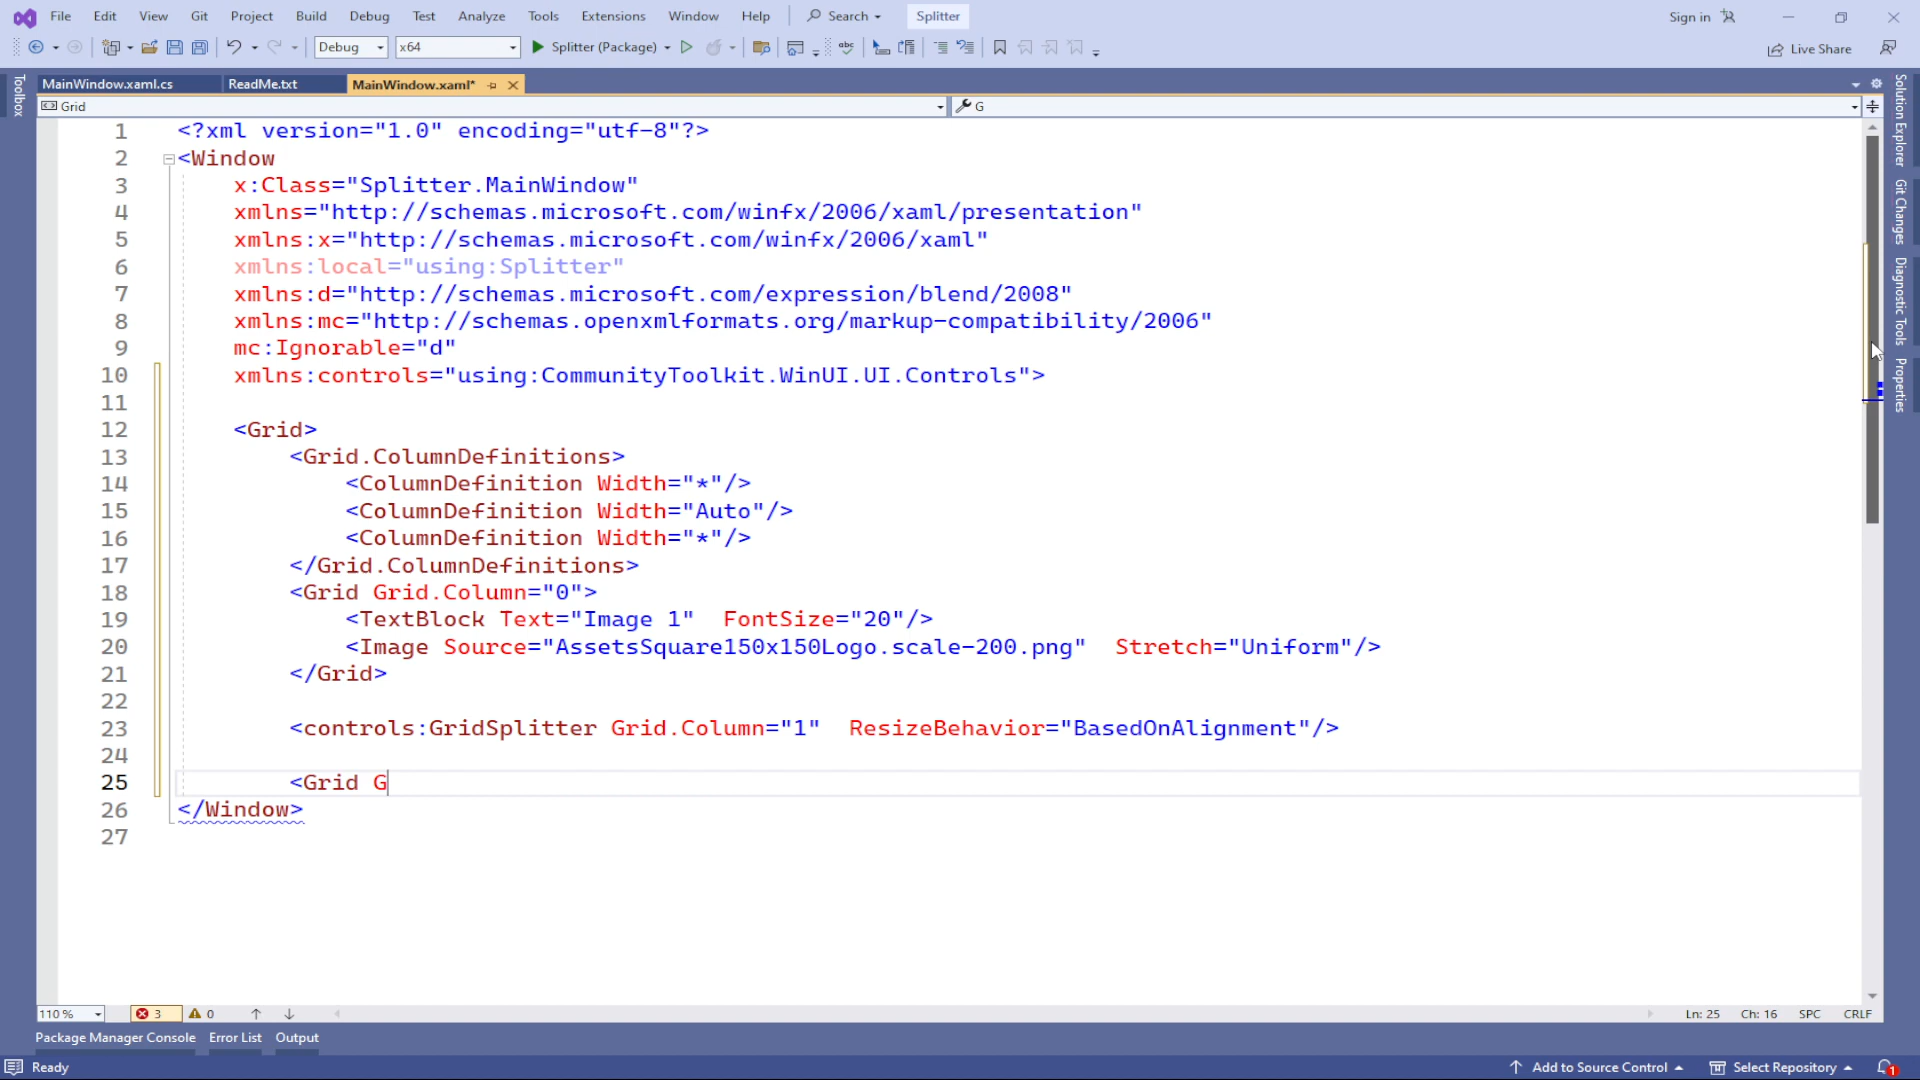 File Edit View Git Project Build Debug Test Analyze Tools Extensions Window Help Search Splitter Sign in
Debug x64 Splitter (Package) abc Live Share
MainWindow.xaml.cs ReadMe.txt MainWindow.xaml*
Grid G
1 <?xml version="1.0" encoding="utf-8"?>
2 <Window
3 x:Class="Splitter.MainWindow"
4 xmlns="http://schemas.microsoft.com/winfx/2006/xaml/presentation"
5 xmlns:x="http://schemas.microsoft.com/winfx/2006/xaml"
6 xmlns:local="using:Splitter"
7 xmlns:d="http://schemas.microsoft.com/expression/blend/2008"
8 xmlns:mc="http://schemas.openxmlformats.org/markup-compatibility/2006"
9 mc:Ignorable="d"
10 xmlns:controls="using:CommunityToolkit.WinUI.UI.Controls">
11
12 <Grid>
13 <Grid.ColumnDefinitions>
14 <ColumnDefinition Width="*"/>
15 <ColumnDefinition Width="Auto"/>
16 <ColumnDefinition Width="*"/>
17 </Grid.ColumnDefinitions>
18 <Grid Grid.Column="0">
19 <TextBlock Text="Image 1" FontSize="20"/>
20 <Image Source="AssetsSquare150x150Logo.scale-200.png" Stretch="Uniform"/>
21 </Grid>
22
23 <controls:GridSplitter Grid.Column="1" ResizeBehavior="BasedOnAlignment"/>
24
25 <Grid G
26 </Window>
27
Toolbox
Solution Explorer
Git Changes
Diagnostic Tools
Properties
110 % 3 0 Ln: 25 Ch: 16 SPC CRLF
Package Manager Console Error List Output
Ready Add to Source Control Select Repository 1